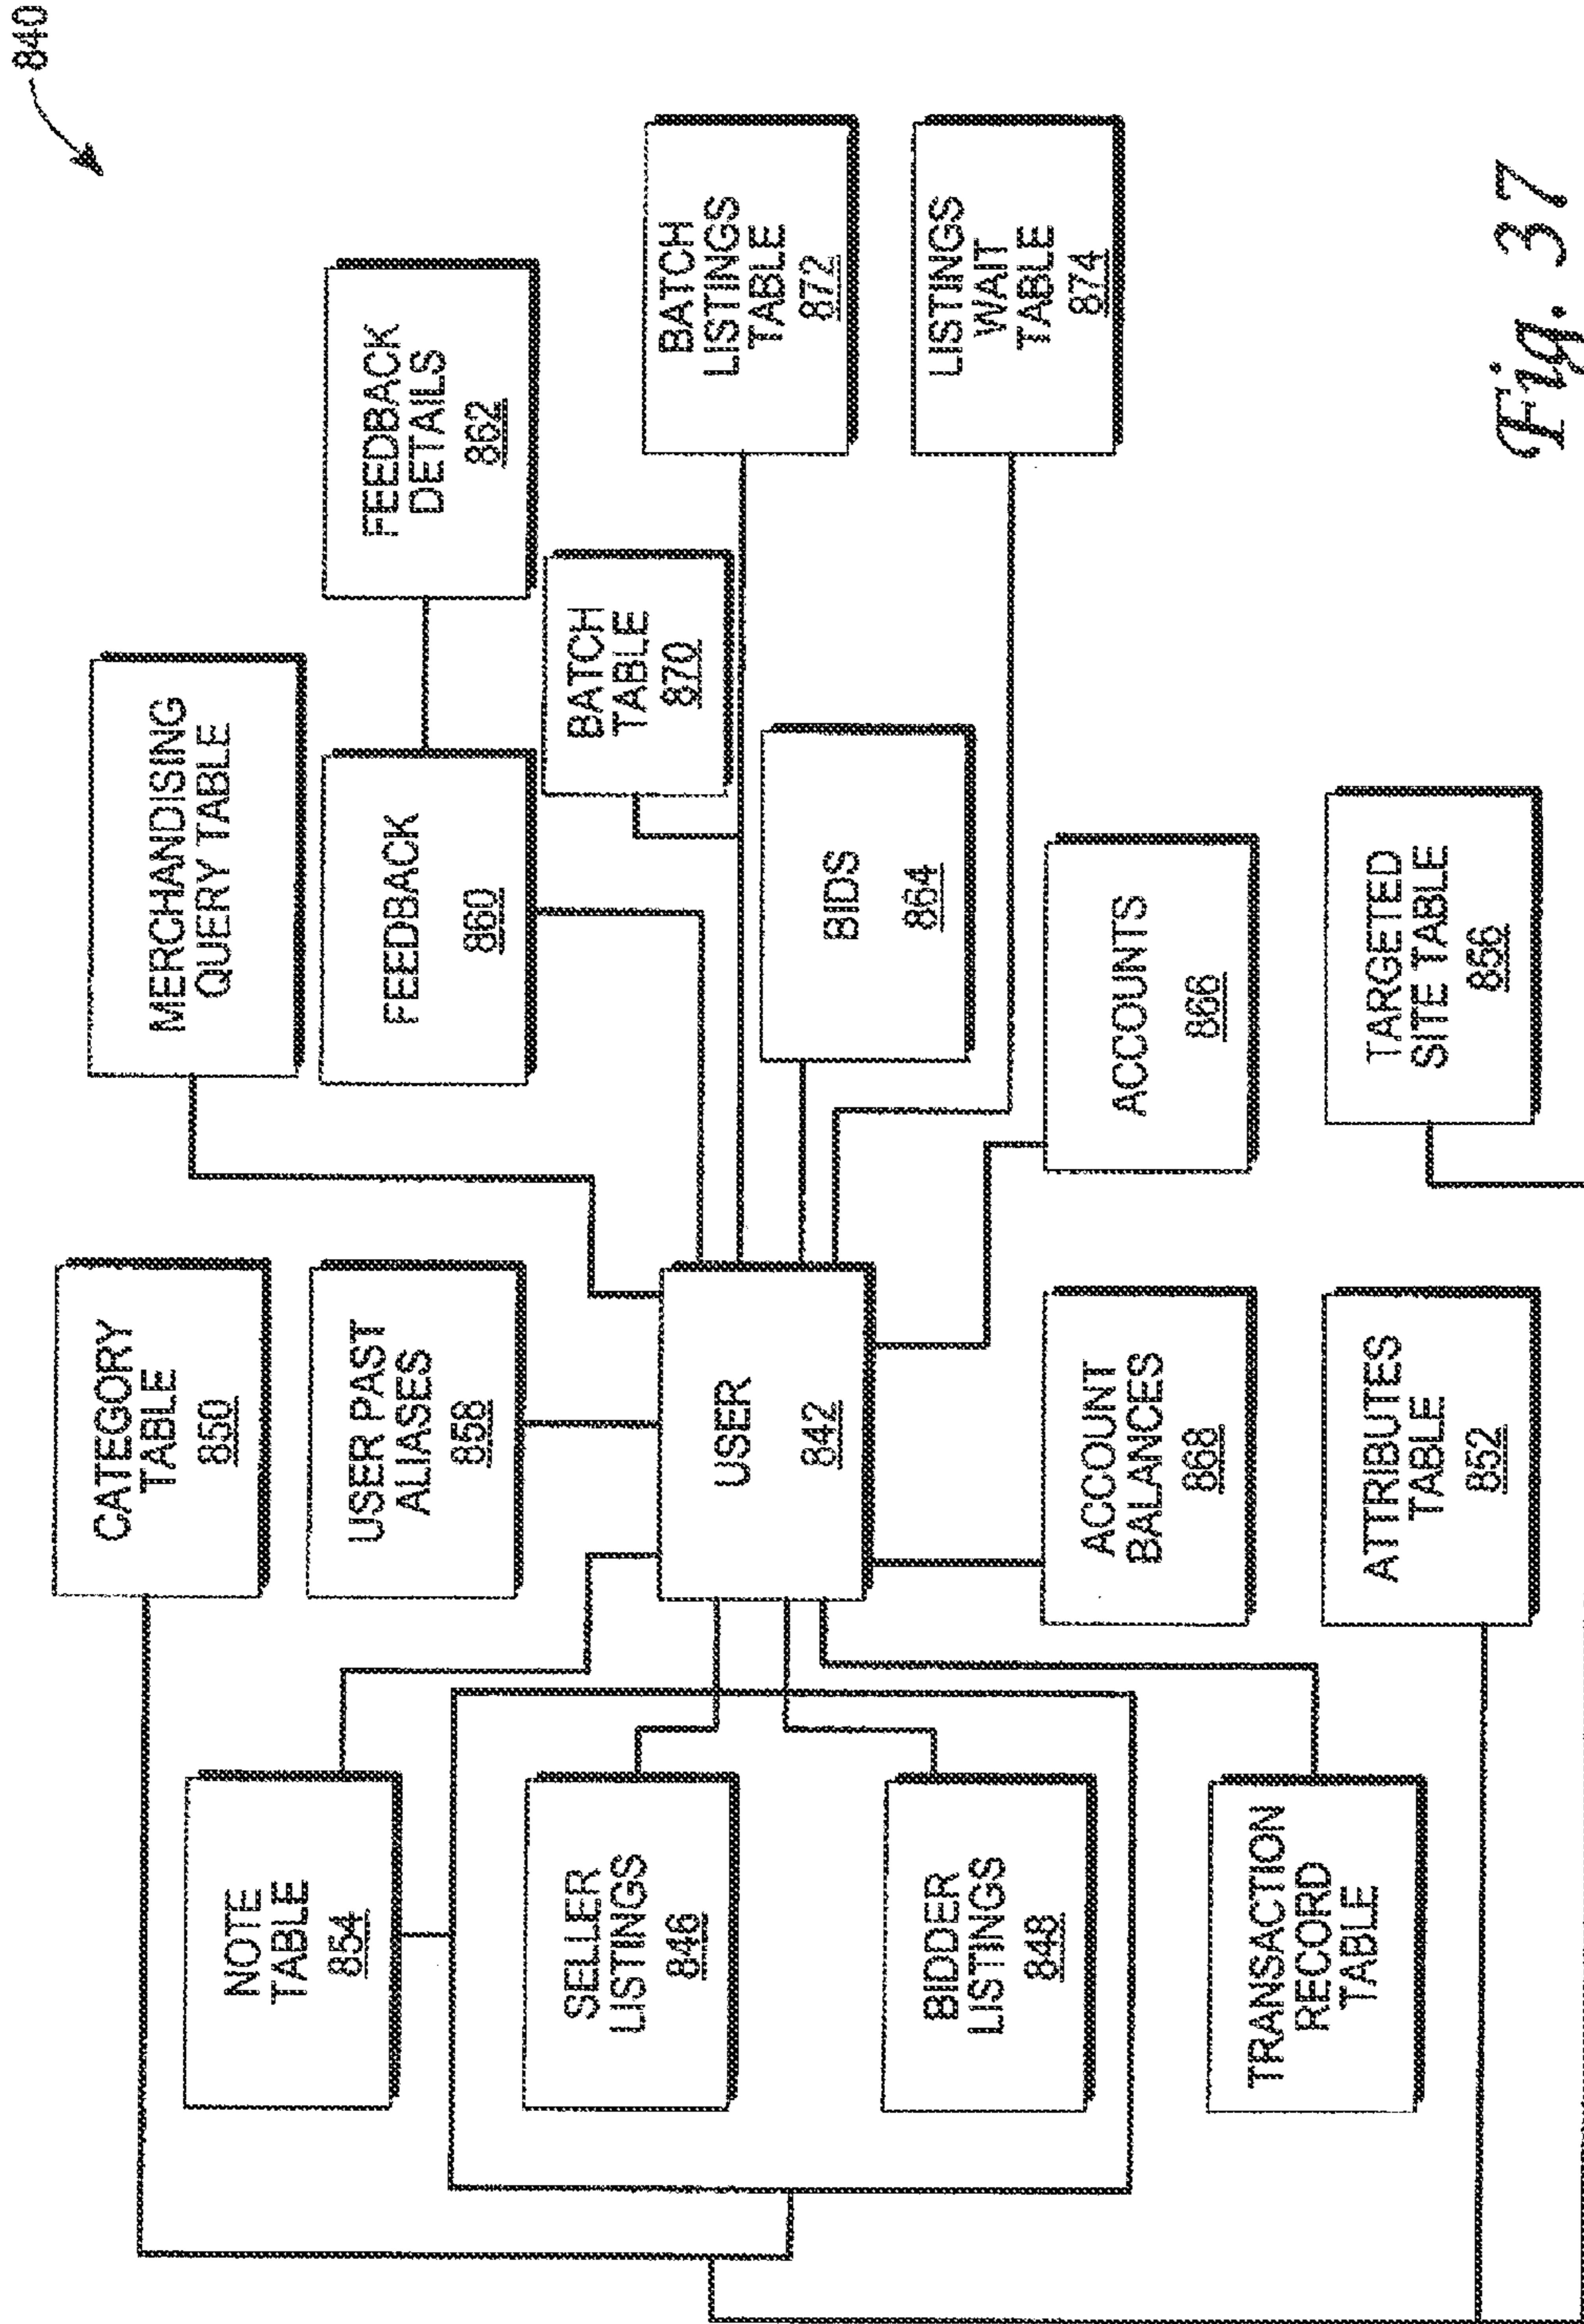 840
CATEGORY
TABLE
850
MERCHANDISING
QUERY TABLE
NOTE
TABLE
854
USER PAST
ALIASES
858
FEEDBACK
860
FEEDBACK
DETAILS
862
BATCH
TABLE
870
SELLER
LISTINGS
846
USER
842
BATCH
LISTINGS
TABLE
872
BIDS
864
LISTINGS
WAIT
TABLE
874
BIDDER
LISTINGS
848
ACCOUNT
BALANCES
868
ACCOUNTS
866
TRANSACTION
RECORD
TABLE
ATTRIBUTES
TABLE
852
TARGETED
SITE TABLE
856
Fig. 37